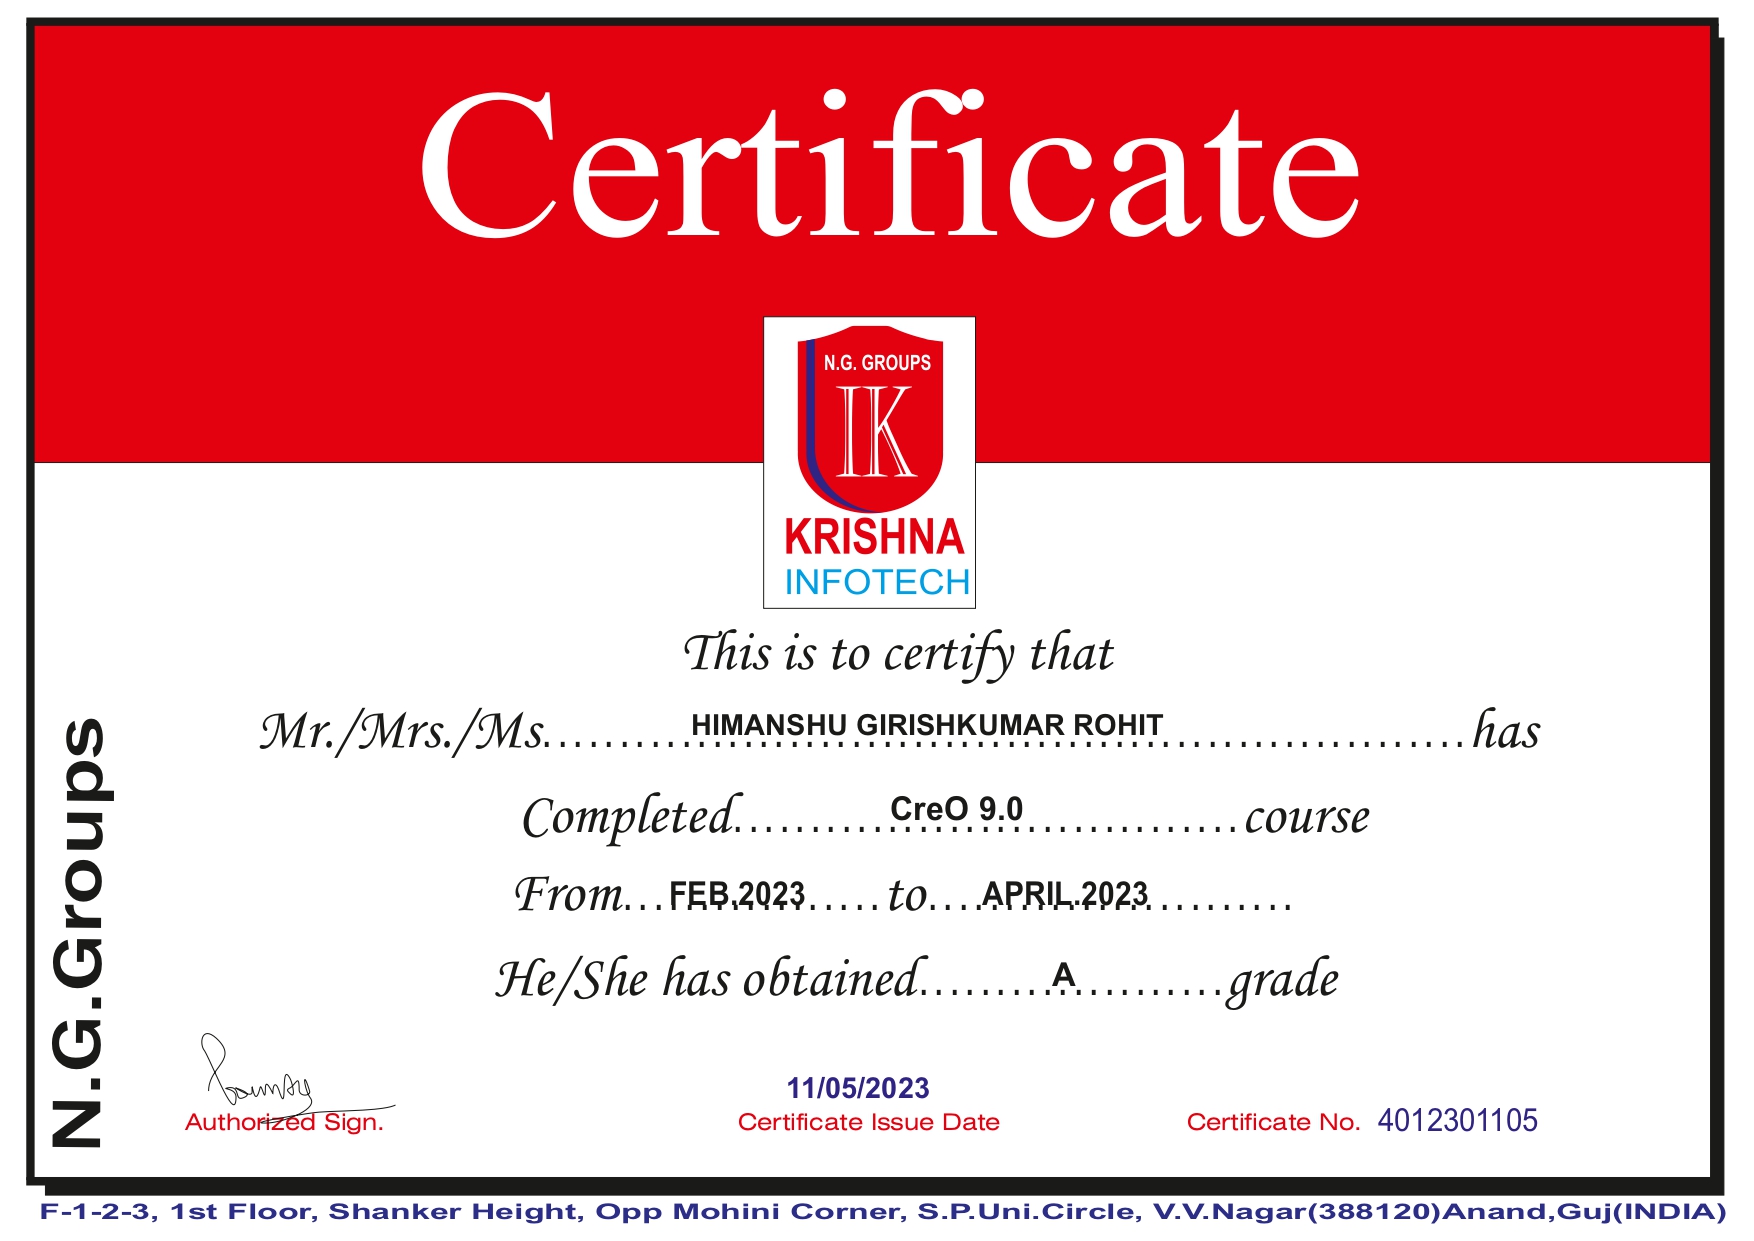 Certificate
N.G. GROUPS
IK
KRISHNA
INFOTECH
This is to certify that
Mr./Mrs./Ms. HIMANSHU GIRISHKUMAR ROHIT has
Completed CreO 9.0 course
From FEB.2023 to APRIL.2023
He/She has obtained A grade
N.G.Groups
11/05/2023
Authorized Sign.
Certificate Issue Date
Certificate No. 4012301105
F-1-2-3, 1st Floor, Shanker Height, Opp Mohini Corner, S.P.Uni.Circle, V.V.Nagar(388120)Anand,Guj(INDIA)